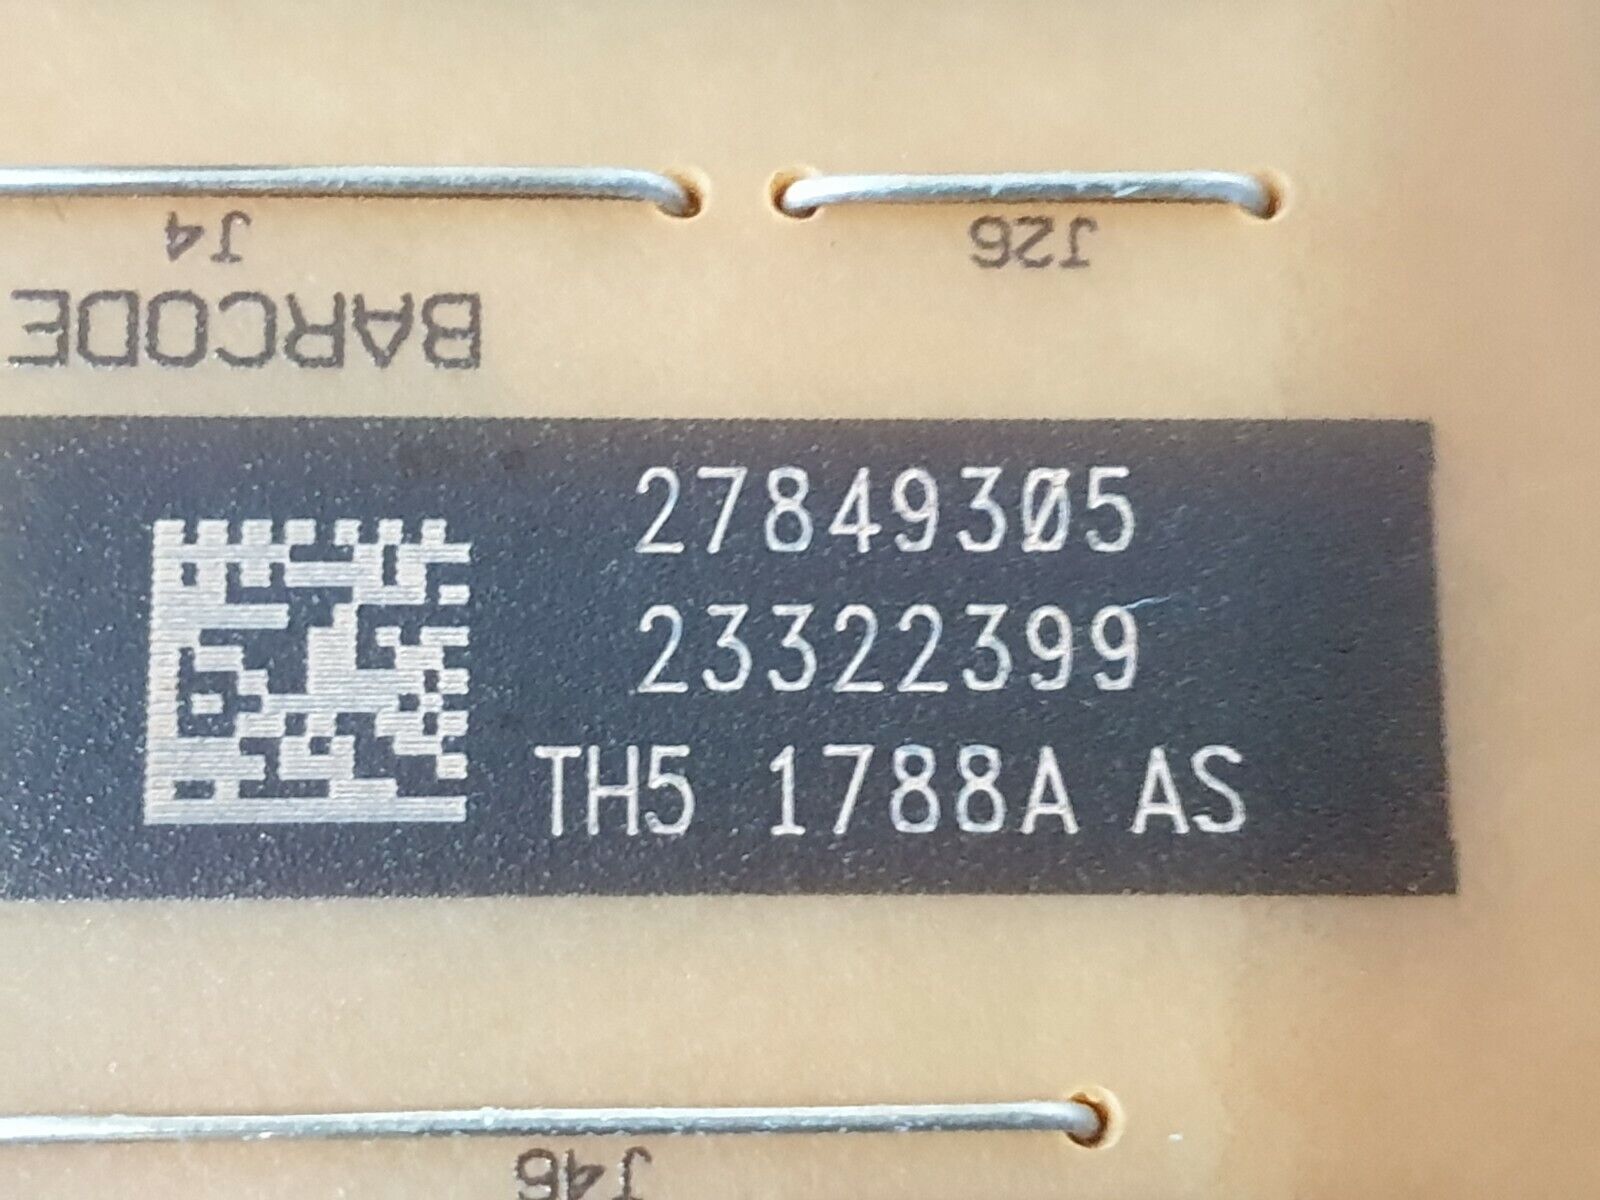 J4
J26
BARCODE
27849305
23322399
TH5 1788A AS
J46